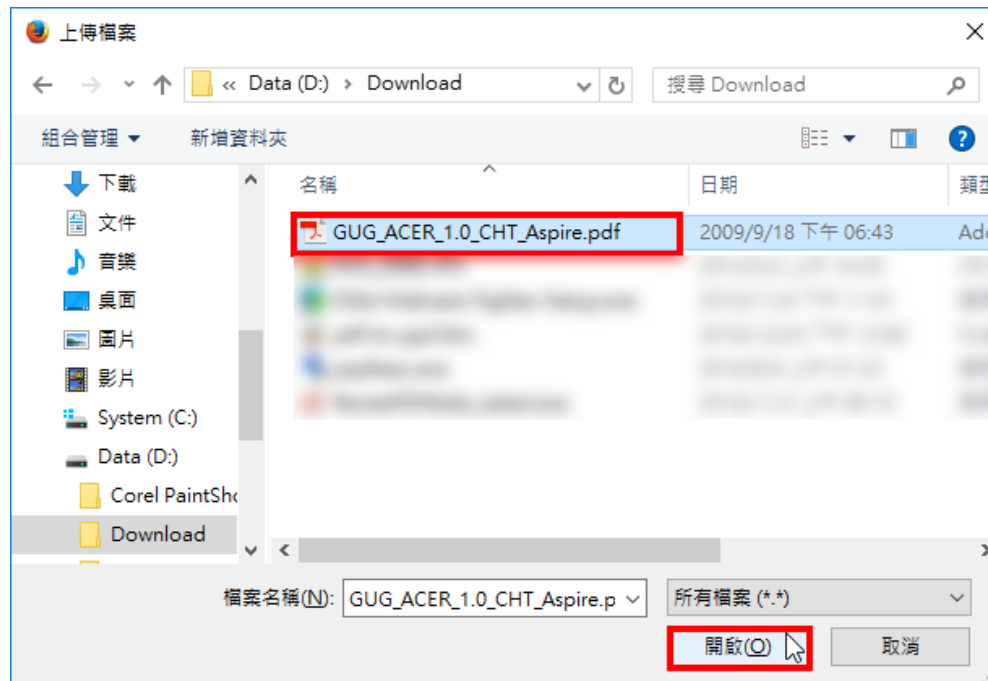 上傳檔案
« Data (D:) › Download
搜尋 Download
組合管理
新增資料夾
名稱
日期
類型
下載
文件
音樂
桌面
圖片
影片
System (C:)
Data (D:)
Corel PaintSho
Download
GUG_ACER_1.0_CHT_Aspire.pdf 2009/9/18 下午 06:43 Ado
檔案名稱(N): GUG_ACER_1.0_CHT_Aspire.p
所有檔案 (*.*)
開啟(O)
取消